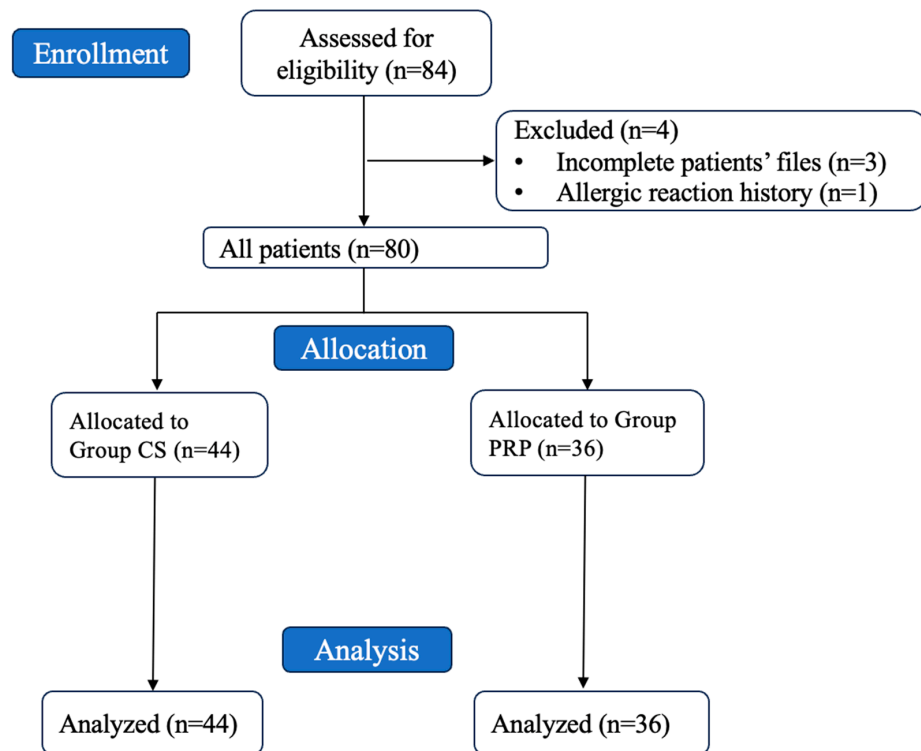 Enrollment
Assessed for
eligibility (n=84)
Excluded (n=4)
• Incomplete patients’ files (n=3)
• Allergic reaction history (n=1)
All patients (n=80)
Allocation
Allocated to
Group CS (n=44)
Allocated to Group
PRP (n=36)
Analysis
Analyzed (n=44)
Analyzed (n=36)